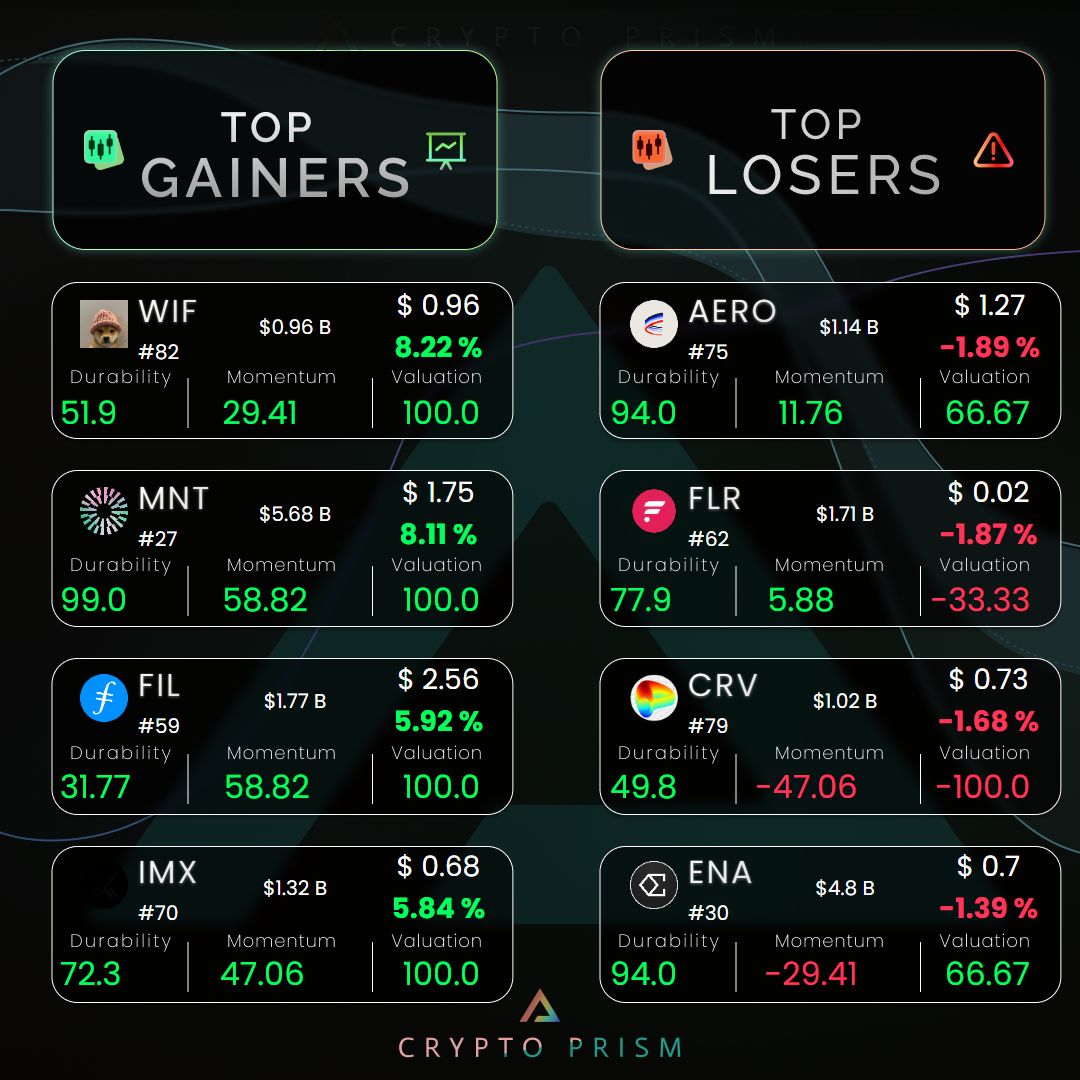 CRYPTO PRISM
TOP
GAINERS
TOP
LOSERS
WIF
#82
$0.96 B
$ 0.96
8.22 %
Durability
Momentum
Valuation
51.9
29.41
100.0
AERO
#75
$1.14 B
$ 1.27
-1.89 %
Durability
Momentum
Valuation
94.0
11.76
66.67
MNT
#27
$5.68 B
$ 1.75
8.11 %
Durability
Momentum
Valuation
99.0
58.82
100.0
FLR
#62
$1.71 B
$ 0.02
-1.87 %
Durability
Momentum
Valuation
77.9
5.88
-33.33
FIL
#59
$1.77 B
$ 2.56
5.92 %
Durability
Momentum
Valuation
31.77
58.82
100.0
CRV
#79
$1.02 B
$ 0.73
-1.68 %
Durability
Momentum
Valuation
49.8
-47.06
-100.0
IMX
#70
$1.32 B
$ 0.68
5.84 %
Durability
Momentum
Valuation
72.3
47.06
100.0
ENA
#30
$4.8 B
$ 0.7
-1.39 %
Durability
Momentum
Valuation
94.0
-29.41
66.67
CRYPTO PRISM